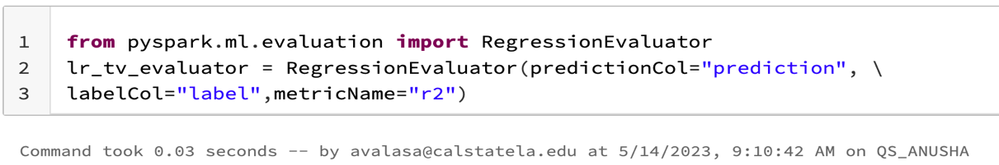 1 from pyspark.ml.evaluation import RegressionEvaluator
2 lr_tv_evaluator = RegressionEvaluator(predictionCol="prediction", \
3 labelCol="label",metricName="r2")
Command took 0.03 seconds -- by avalasa@calstatela.edu at 5/14/2023, 9:10:42 AM on QS_ANUSHA